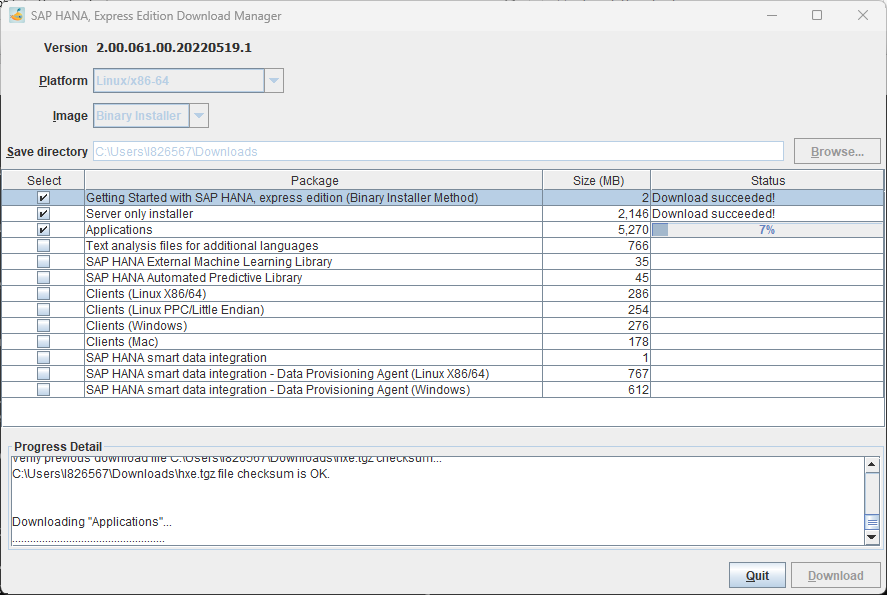 SAP HANA, Express Edition Download Manager
Version 2.00.061.00.20220519.1
Platform Linux/x86-64
Image Binary Installer
Save directory C:\Users\I826567\Downloads Browse...
Select Package Size (MB) Status
Getting Started with SAP HANA, express edition (Binary Installer Method) 2 Download succeeded!
Server only installer 2,146 Download succeeded!
Applications 5,270 7%
Text analysis files for additional languages 766
SAP HANA External Machine Learning Library 35
SAP HANA Automated Predictive Library 45
Clients (Linux X86/64) 286
Clients (Linux PPC/Little Endian) 254
Clients (Windows) 276
Clients (Mac) 178
SAP HANA smart data integration 1
SAP HANA smart data integration - Data Provisioning Agent (Linux X86/64) 767
SAP HANA smart data integration - Data Provisioning Agent (Windows) 612
Progress Detail
Verify previous download file C:\Users\I826567\Downloads\hxe.tgz checksum...
C:\Users\I826567\Downloads\hxe.tgz file checksum is OK.
Downloading "Applications"...
...................................................
Quit Download